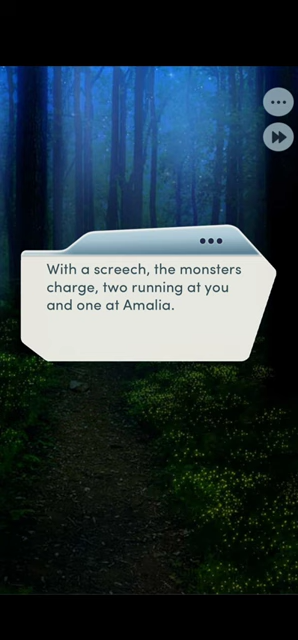 With a screech, the monsters
charge, two running at you
and one at Amalia.